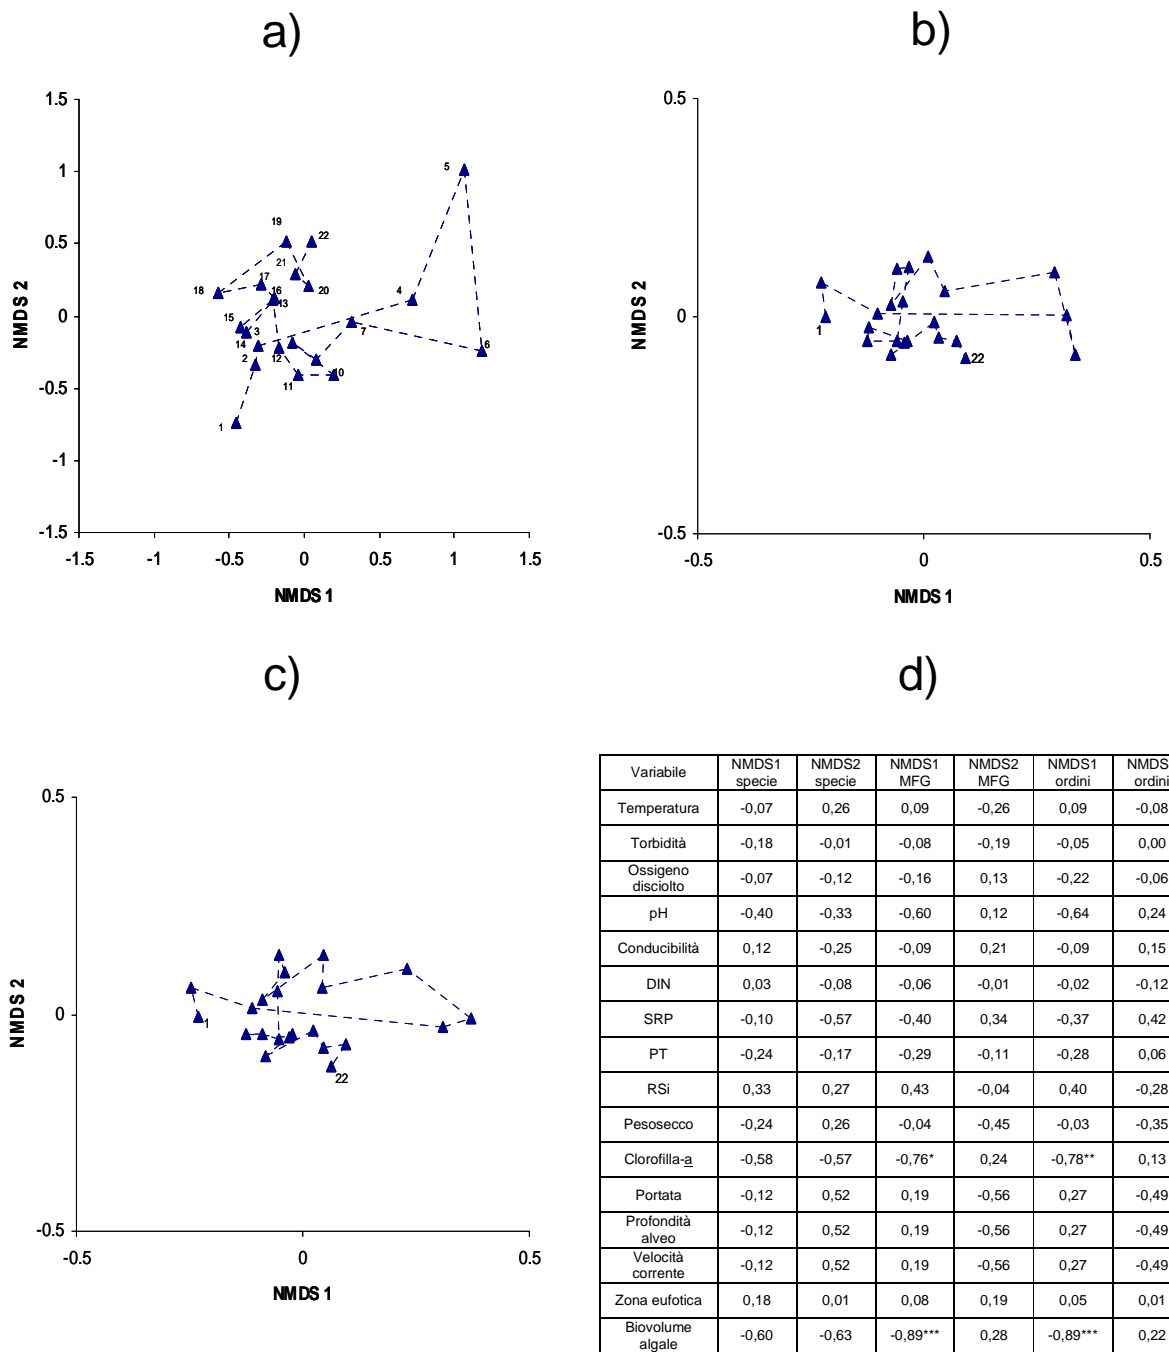 a)
b)
1.5
1
0.5
0
-0.5
-1
-1.5
-1.5 -1 -0.5 0 0.5 1 1.5
NMDS 1
NMDS 2
5
19
22
21
17
18
16
13
20
4
15
3
14
7
2
12
6
11
10
1
0.5
0
-0.5
-0.5 0 0.5
NMDS 1
NMDS 2
1
22
c)
d)
0.5
0
-0.5
-0.5 0 0.5
NMDS 1
NMDS 2
1
22
Variabile NMDS1 specie NMDS2 specie NMDS1 MFG NMDS2 MFG NMDS1 ordini NMDS ordini
Temperatura -0,07 0,26 0,09 -0,26 0,09 -0,08
Torbidità -0,18 -0,01 -0,08 -0,19 -0,05 0,00
Ossigeno disciolto -0,07 -0,12 -0,16 0,13 -0,22 -0,06
pH -0,40 -0,33 -0,60 0,12 -0,64 0,24
Conducibilità 0,12 -0,25 -0,09 0,21 -0,09 0,15
DIN 0,03 -0,08 -0,06 -0,01 -0,02 -0,12
SRP -0,10 -0,57 -0,40 0,34 -0,37 0,42
PT -0,24 -0,17 -0,29 -0,11 -0,28 0,06
RSi 0,33 0,27 0,43 -0,04 0,40 -0,28
Pesosecco -0,24 0,26 -0,04 -0,45 -0,03 -0,35
Clorofilla-a -0,58 -0,57 -0,76* 0,24 -0,78** 0,13
Portata -0,12 0,52 0,19 -0,56 0,27 -0,49
Profondità alveo -0,12 0,52 0,19 -0,56 0,27 -0,49
Velocità corrente -0,12 0,52 0,19 -0,56 0,27 -0,49
Zona eufotica 0,18 0,01 0,08 0,19 0,05 0,01
Biovolume algale -0,60 -0,63 -0,89*** 0,28 -0,89*** 0,22